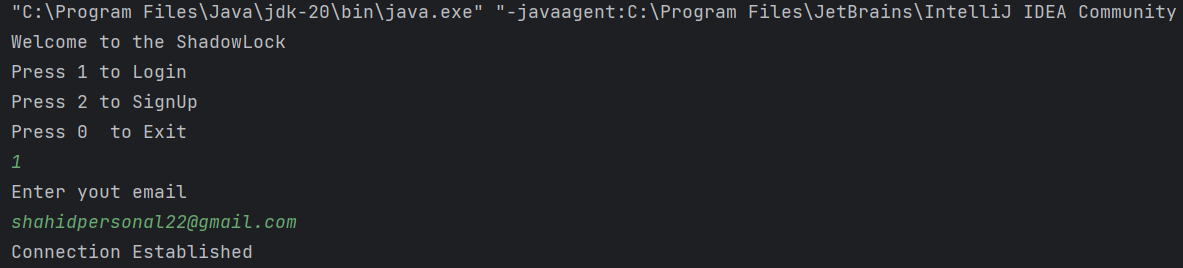 "C:\Program Files\Java\jdk-20\bin\java.exe" "-javaagent:C:\Program Files\JetBrains\IntelliJ IDEA Community
Welcome to the ShadowLock
Press 1 to Login
Press 2 to SignUp
Press 0  to Exit
1
Enter yout email
shahidpersonal22@gmail.com
Connection Established